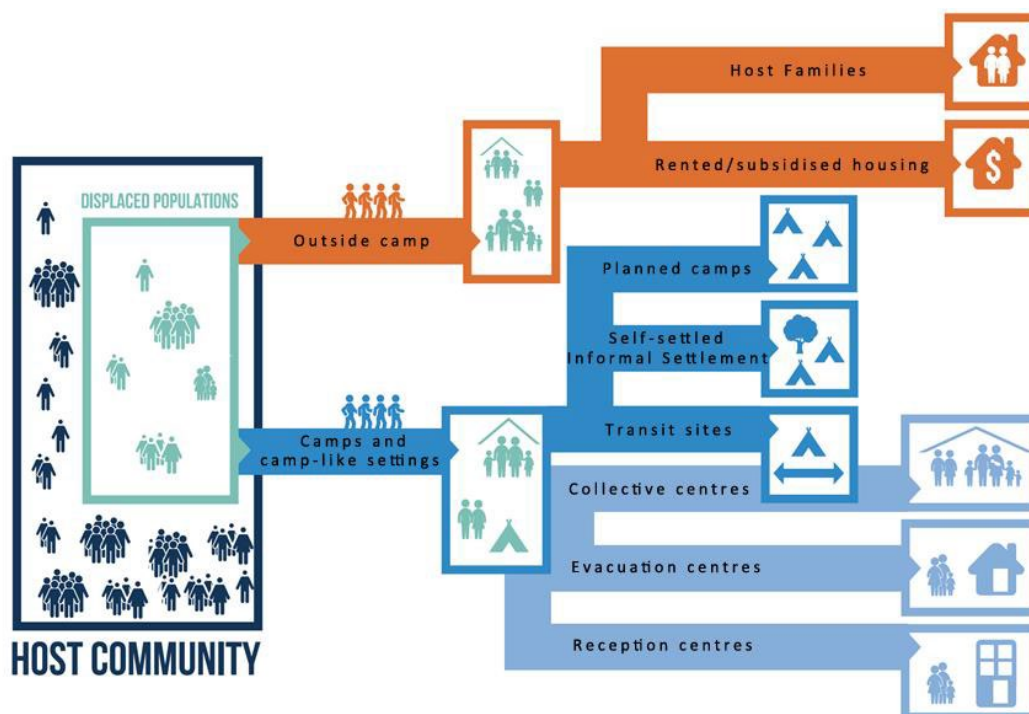 Host Families
Rented/subsidised housing
$
DISPLACED POPULATIONS
Outside camp
Planned camps
Self-settled
Informal Settlement
Camps and
camp-like settings
Transit sites
Collective centres
Evacuation centres
Reception centres
HOST COMMUNITY